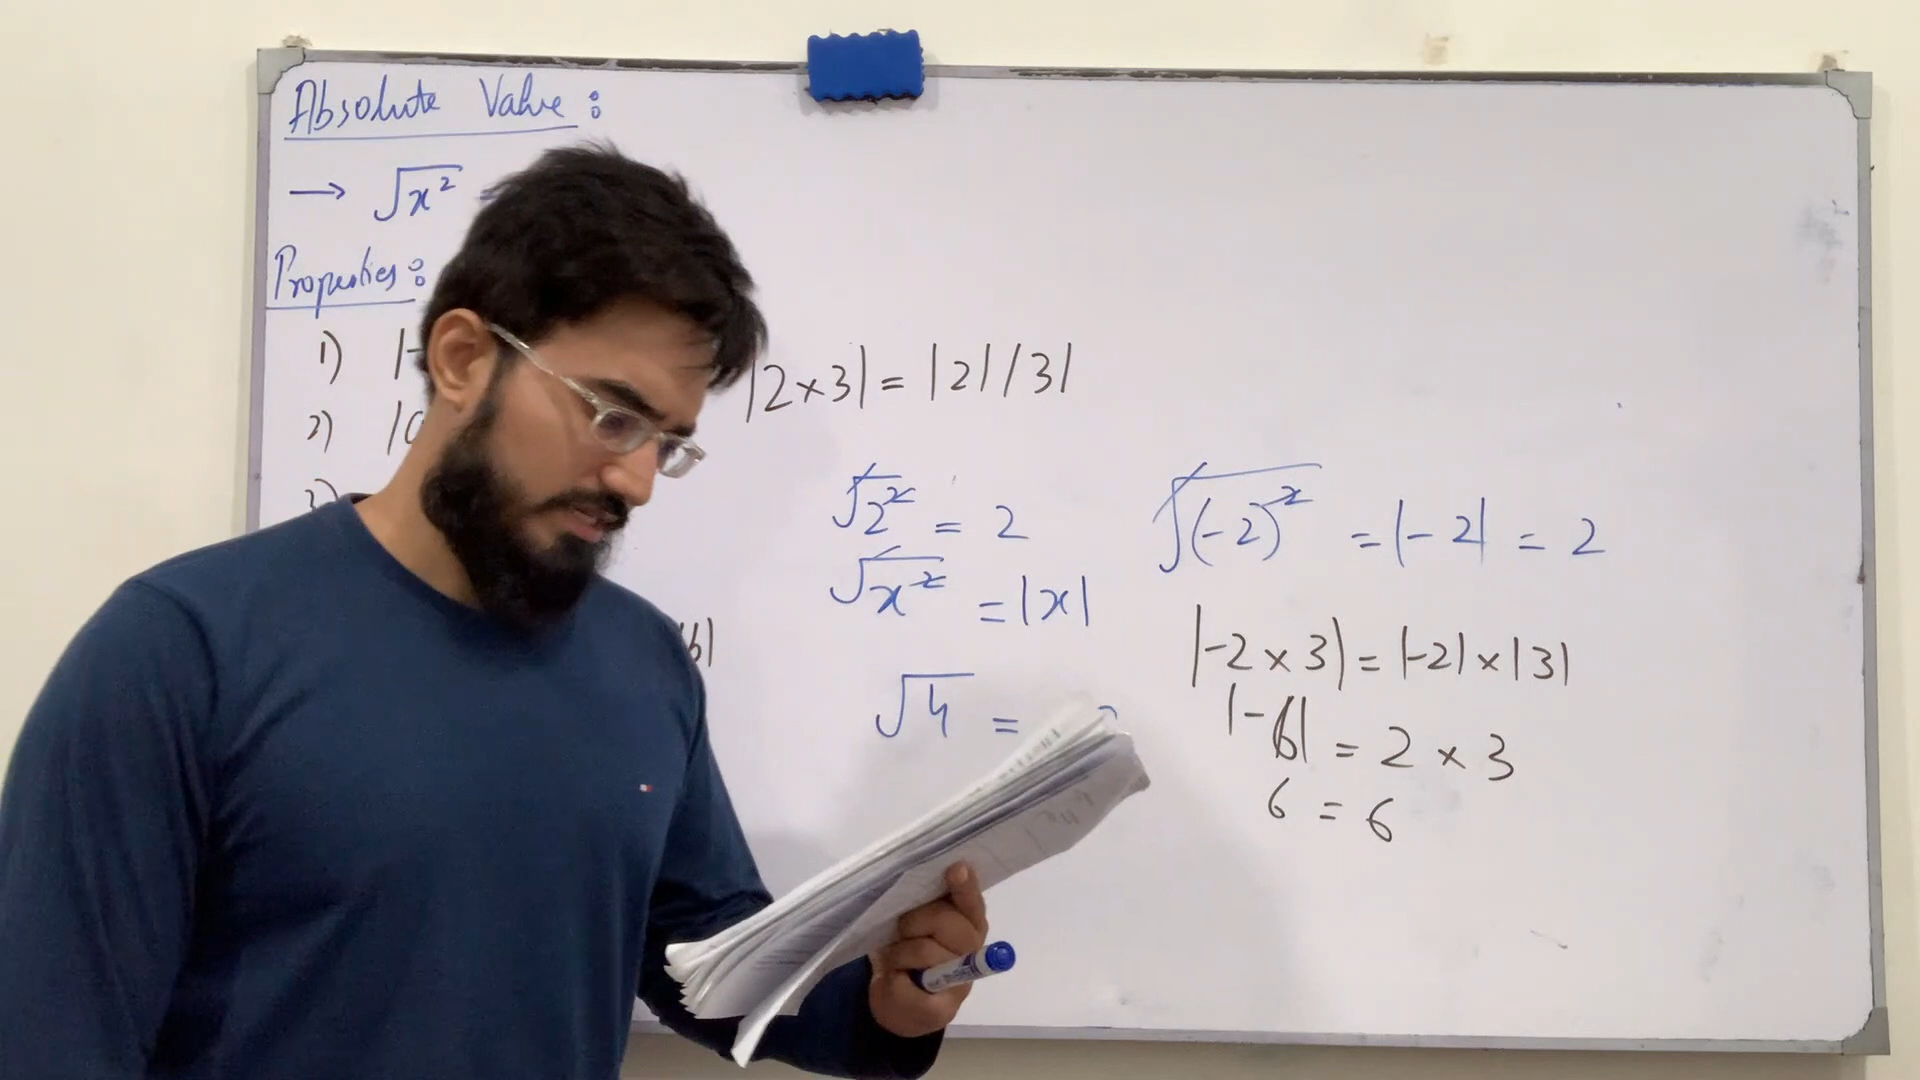 Absolute Value :
→ √x² =
Properties :
1) |-
|2×3| = |2| |3|
2) |a
3)
√2² = 2
√(-2)² = |-2| = 2
√x² = |x|
|b|
|-2 × 3| = |-2| × |3|
√4 =
|-6| = 2 × 3
6 = 6